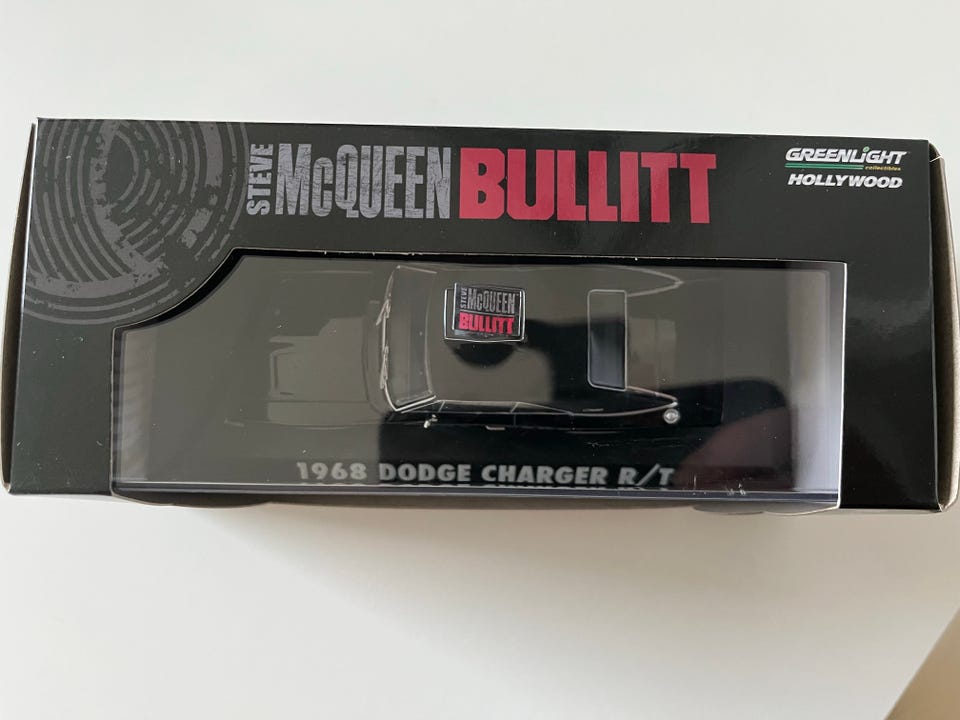 STEVE McQUEEN BULLITT
GREENLIGHT
collectibles
HOLLYWOOD
STEVE McQUEEN
BULLITT
1968 DODGE CHARGER R/T